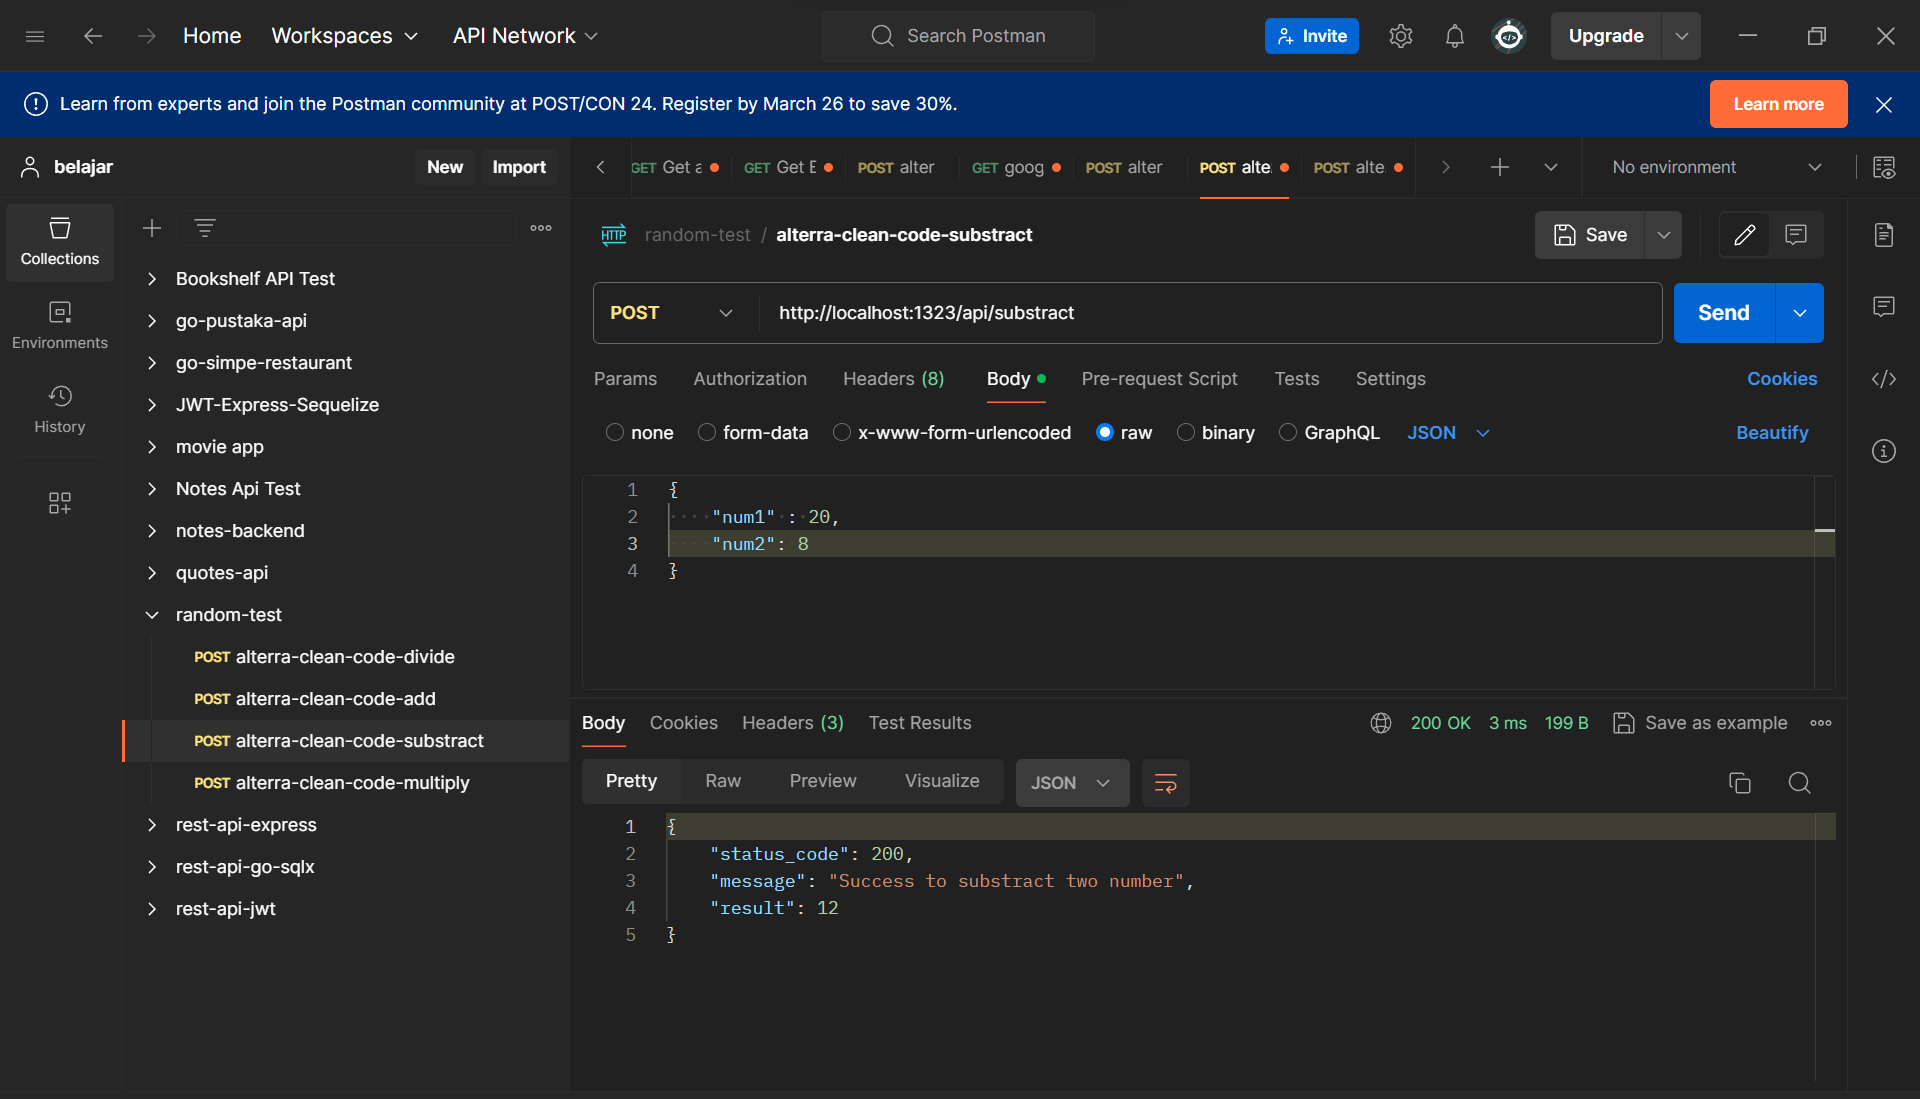 Home Workspaces API Network Search Postman Invite Upgrade
Learn from experts and join the Postman community at POST/CON 24. Register by March 26 to save 30%. Learn more
belajar New Import
GET Get a GET Get E POST alter GET goog POST alter POST alte POST alte No environment
Collections
Environments
History
Bookshelf API Test
go-pustaka-api
go-simpe-restaurant
JWT-Express-Sequelize
movie app
Notes Api Test
notes-backend
quotes-api
random-test
POST alterra-clean-code-divide
POST alterra-clean-code-add
POST alterra-clean-code-substract
POST alterra-clean-code-multiply
rest-api-express
rest-api-go-sqlx
rest-api-jwt
HTTP random-test / alterra-clean-code-substract Save
POST http://localhost:1323/api/substract Send
Params Authorization Headers (8) Body Pre-request Script Tests Settings Cookies
none form-data x-www-form-urlencoded raw binary GraphQL JSON Beautify
1 {
2 "num1" : 20,
3 "num2": 8
4 }
Body Cookies Headers (3) Test Results 200 OK 3 ms 199 B Save as example
Pretty Raw Preview Visualize JSON
1 {
2 "status_code": 200,
3 "message": "Success to substract two number",
4 "result": 12
5 }